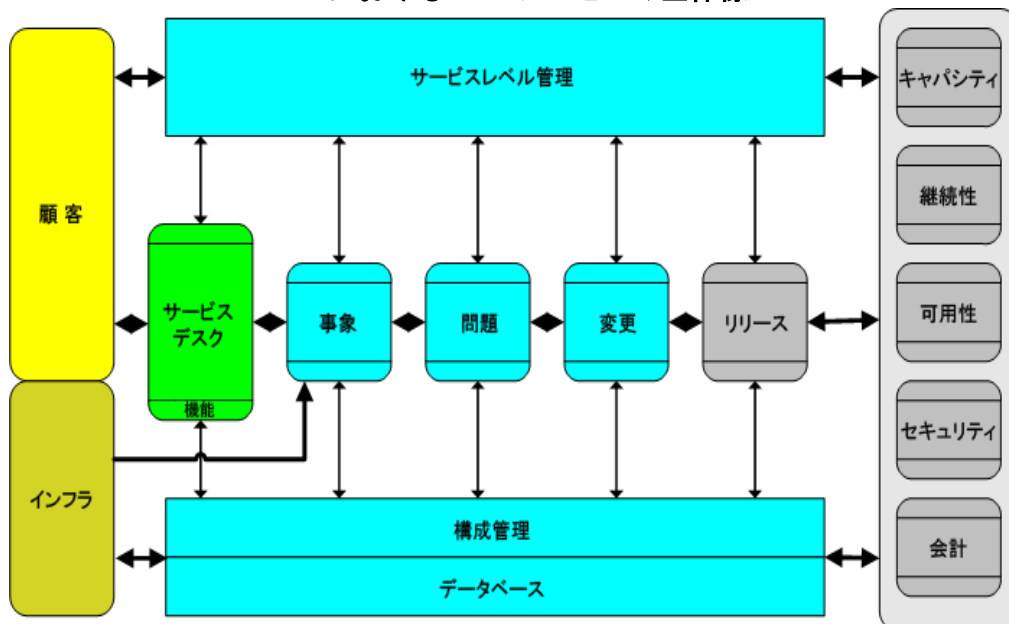 サービスレベル管理
キャパシティ
顧 客
継続性
サービス
デスク
機能
事象
問題
変更
リリース
可用性
セキュリティ
インフラ
構成管理
データベース
会計